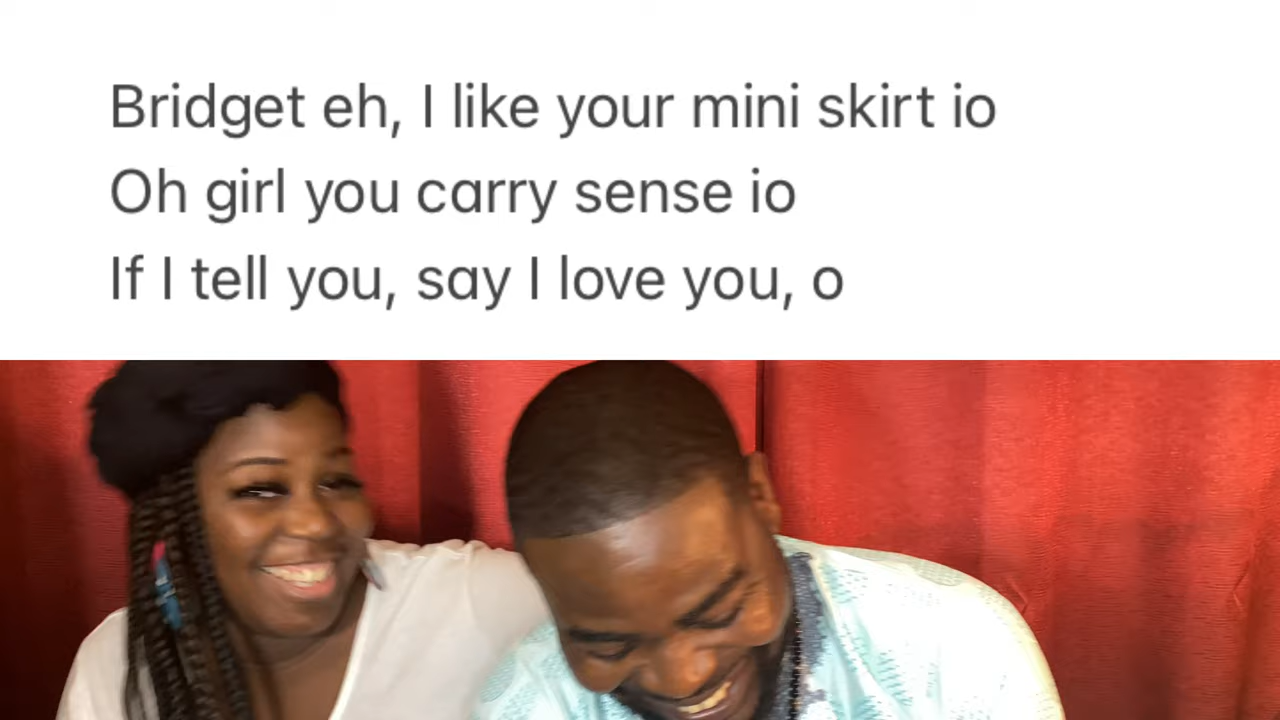 Bridget eh, I like your mini skirt io
Oh girl you carry sense io
If I tell you, say I love you, o